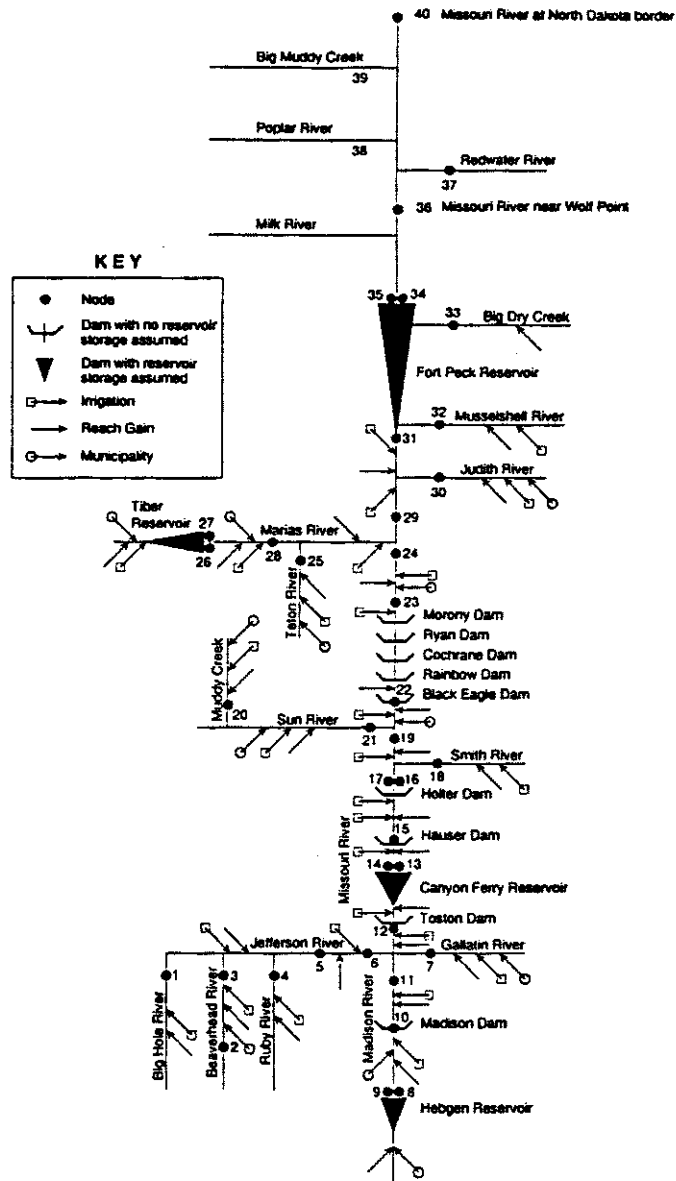 40 Missouri River at North Dakota border
Big Muddy Creek
39
Poplar River
38
Redwater River
37
36 Missouri River near Wolf Point
Milk River
KEY
Node
Dam with no reservoir
storage assumed
Dam with reservoir
storage assumed
Irrigation
Reach Gain
Municipality
35 34
33 Big Dry Creek
Fort Peck Reservoir
32 Musselshell River
31
Judith River
30
29
Tiber
Reservoir
27
26
Marias River
28
25
Teton River
24
23
Morony Dam
Ryan Dam
Cochrane Dam
Rainbow Dam
22
Black Eagle Dam
Muddy Creek
20
Sun River
21
19
Smith River
18
17 16
Holter Dam
Missouri River
15
Hauser Dam
14 13
Canyon Ferry Reservoir
Toston Dam
12
Jefferson River
Gallatin River
5
6
7
1
3
4
11
Big Hole River
Beaverhead River
2
Ruby River
Madison River
10
Madison Dam
9 8
Hebgen Reservoir